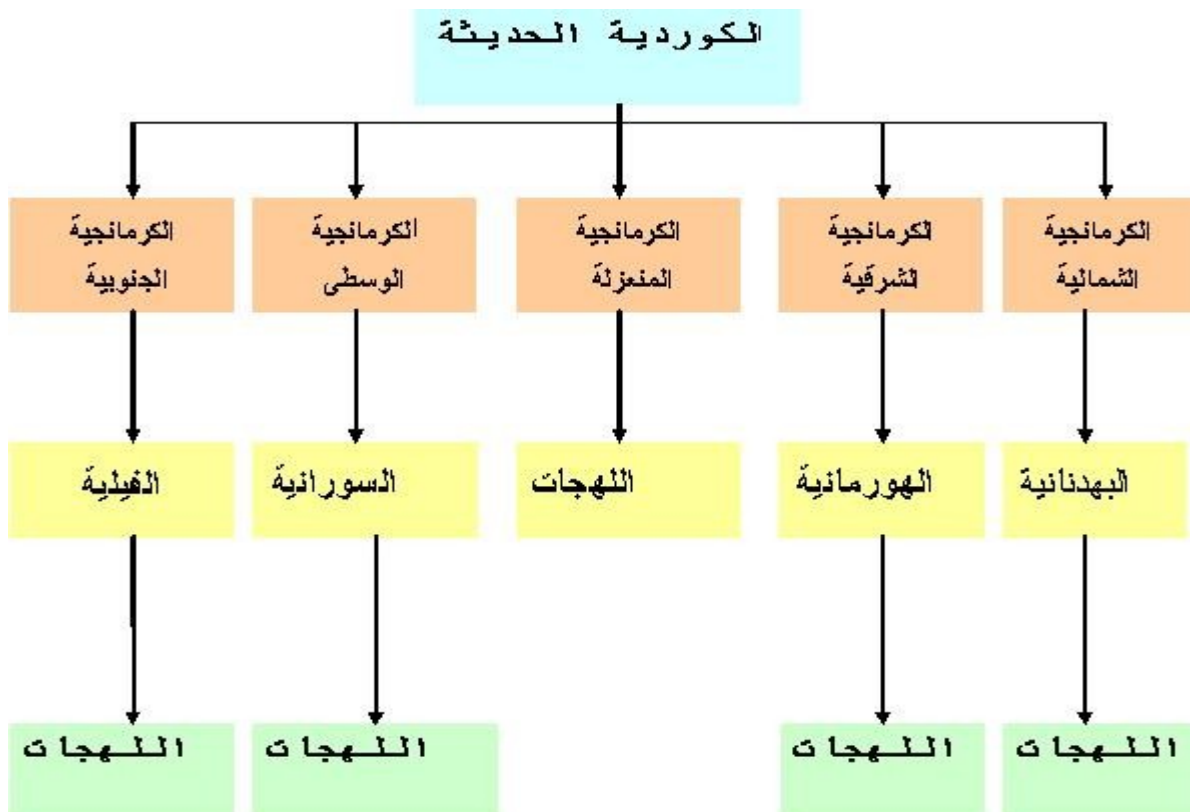 الكوردية الحديثة
الكرمانجية
الشمالية
الكرمانجية
الشرقية
الكرمانجية
المنعزلة
الكرمانجية
الوسطى
الكرمانجية
الجنوبية
البهدنانية
الهورمانية
اللهجات
السورانية
الفيلية
اللهجات
اللهجات
اللهجات
اللهجات